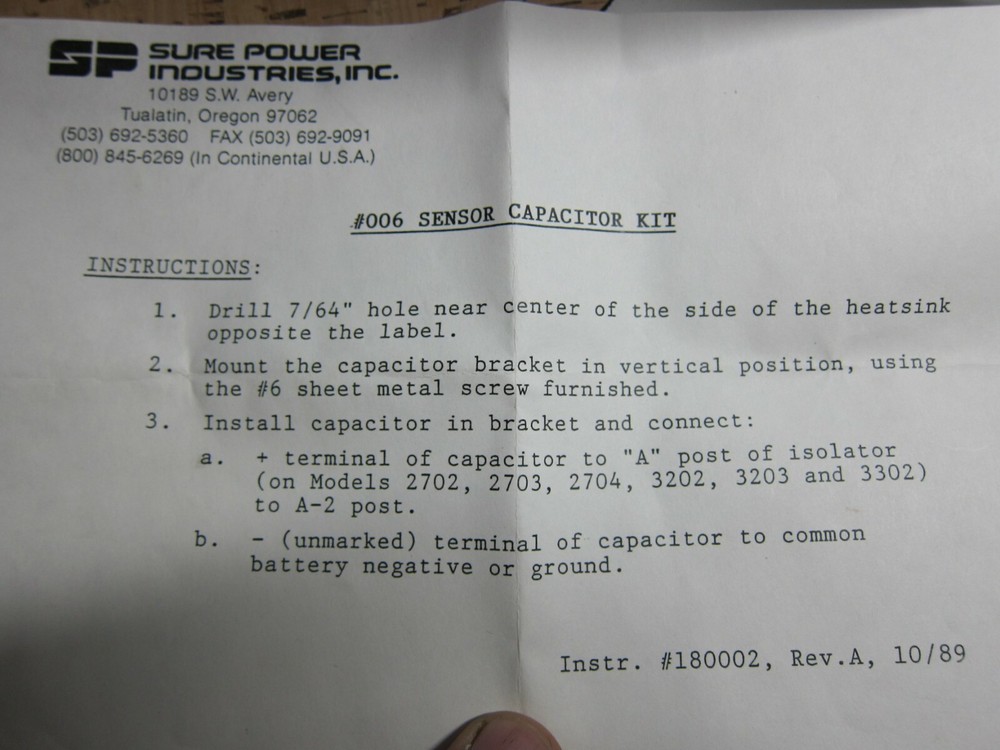 SP SURE POWER
INDUSTRIES, INC.
10189 S.W. Avery
Tualatin, Oregon 97062
(503) 692-5360 FAX (503) 692-9091
(800) 845-6269 (In Continental U.S.A.)
#006 SENSOR CAPACITOR KIT
INSTRUCTIONS:
1. Drill 7/64" hole near center of the side of the heatsink
opposite the label.
2. Mount the capacitor bracket in vertical position, using
the #6 sheet metal screw furnished.
3. Install capacitor in bracket and connect:
a. + terminal of capacitor to "A" post of isolator
(on Models 2702, 2703, 2704, 3202, 3203 and 3302)
to A-2 post.
b. - (unmarked) terminal of capacitor to common
battery negative or ground.
Instr. #180002, Rev.A, 10/89